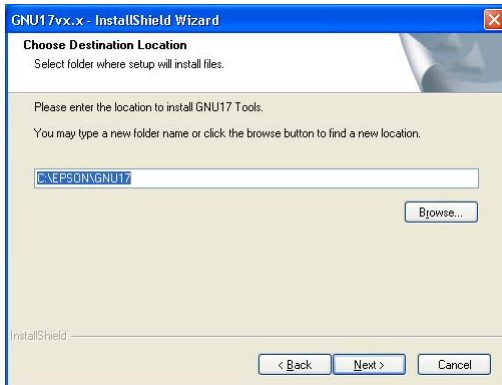 GNU17vx.x - InstallShield Wizard
Choose Destination Location
Select folder where setup will install files.
Please enter the location to install GNU17 Tools.
You may type a new folder name or click the browse button to find a new location.
C:\EPSON\GNU17
Browse...
InstallShield
< Back
Next >
Cancel